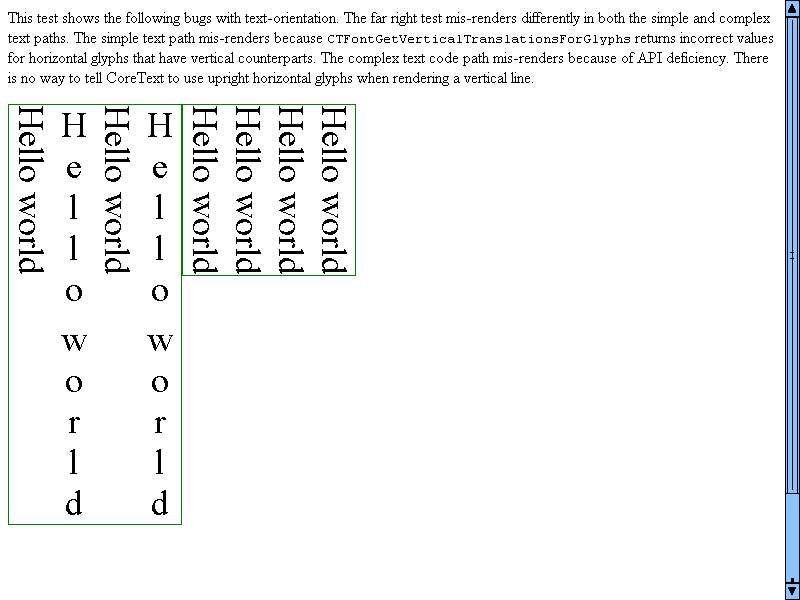 This test shows the following bugs with text-orientation. The far right test mis-renders differently in both the simple and complex
text paths. The simple text path mis-renders because CTFontGetVerticalTranslationsForGlyphs returns incorrect values
for horizontal glyphs that have vertical counterparts. The complex text code path mis-renders because of API deficiency. There
is no way to tell CoreText to use upright horizontal glyphs when rendering a vertical line.
Hello world
Hello world
Hello world
Hello world
Hello world
Hello world
Hello world
Hello world